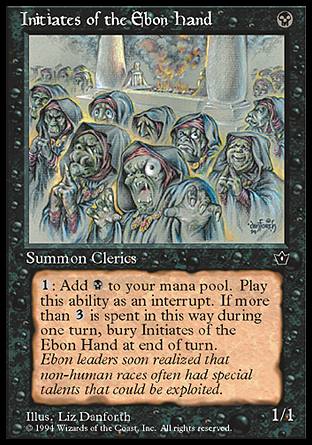 Initiates of the Ebon Hand
Summon Clerics
1: Add to your mana pool. Play
this ability as an interrupt. If more
than 3 is spent in this way during
one turn, bury Initiates of the
Ebon Hand at end of turn.
Ebon leaders soon realized that
non-human races often had special
talents that could be exploited.
Illus. Liz Danforth
1/1
© 1994 Wizards of the Coast, Inc. All rights reserved.